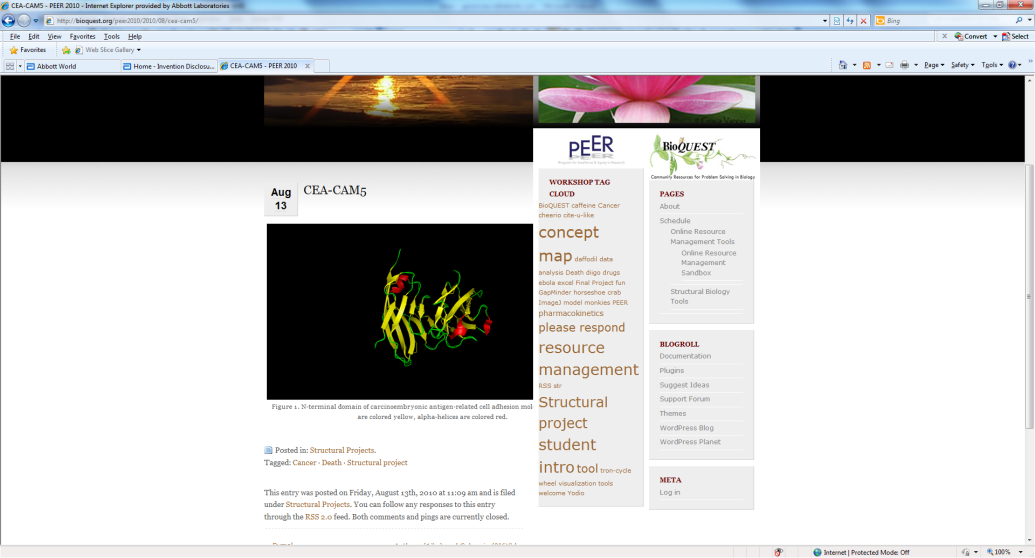 CEA-CAM5 - PEER 2010 - Internet Explorer provided by Abbott Laboratories
http://bioquest.org/peer2010/2010/08/cea-cam5/
Bing
File Edit View Favorites Tools Help
Convert Select
Favorites Web Slice Gallery
Abbott World Home - Invention Disclosu... CEA-CAM5 - PEER 2010
Page Safety Tools
PEER
BioQUEST
Community Resources for Problem Solving in Biology
Aug
13
CEA-CAM5
Figure 1. N-terminal domain of carcinoembryonic antigen-related cell adhesion mol
are colored yellow, alpha-helices are colored red.
Posted in: Structural Projects.
Tagged: Cancer · Death · Structural project
This entry was posted on Friday, August 13th, 2010 at 11:09 am and is filed
under Structural Projects. You can follow any responses to this entry
through the RSS 2.0 feed. Both comments and pings are currently closed.
WORKSHOP TAG
CLOUD
BioQUEST caffeine Cancer
cheerio cite-u-like
concept
map daffodil data
analysis Death diigo drugs
ebola excel Final Project fun
GapMinder horseshoe crab
ImageJ model monkies PEER
pharmacokinetics
please respond
resource
management
RSS str
Structural
project
student
intro tool tron-cycle
wheel visualization tools
welcome Yodio
PAGES
About
Schedule
Online Resource
Management Tools
Online Resource
Management
Sandbox
Structural Biology
Tools
BLOGROLL
Documentation
Plugins
Suggest Ideas
Support Forum
Themes
WordPress Blog
WordPress Planet
META
Log in
Internet | Protected Mode: Off
100%